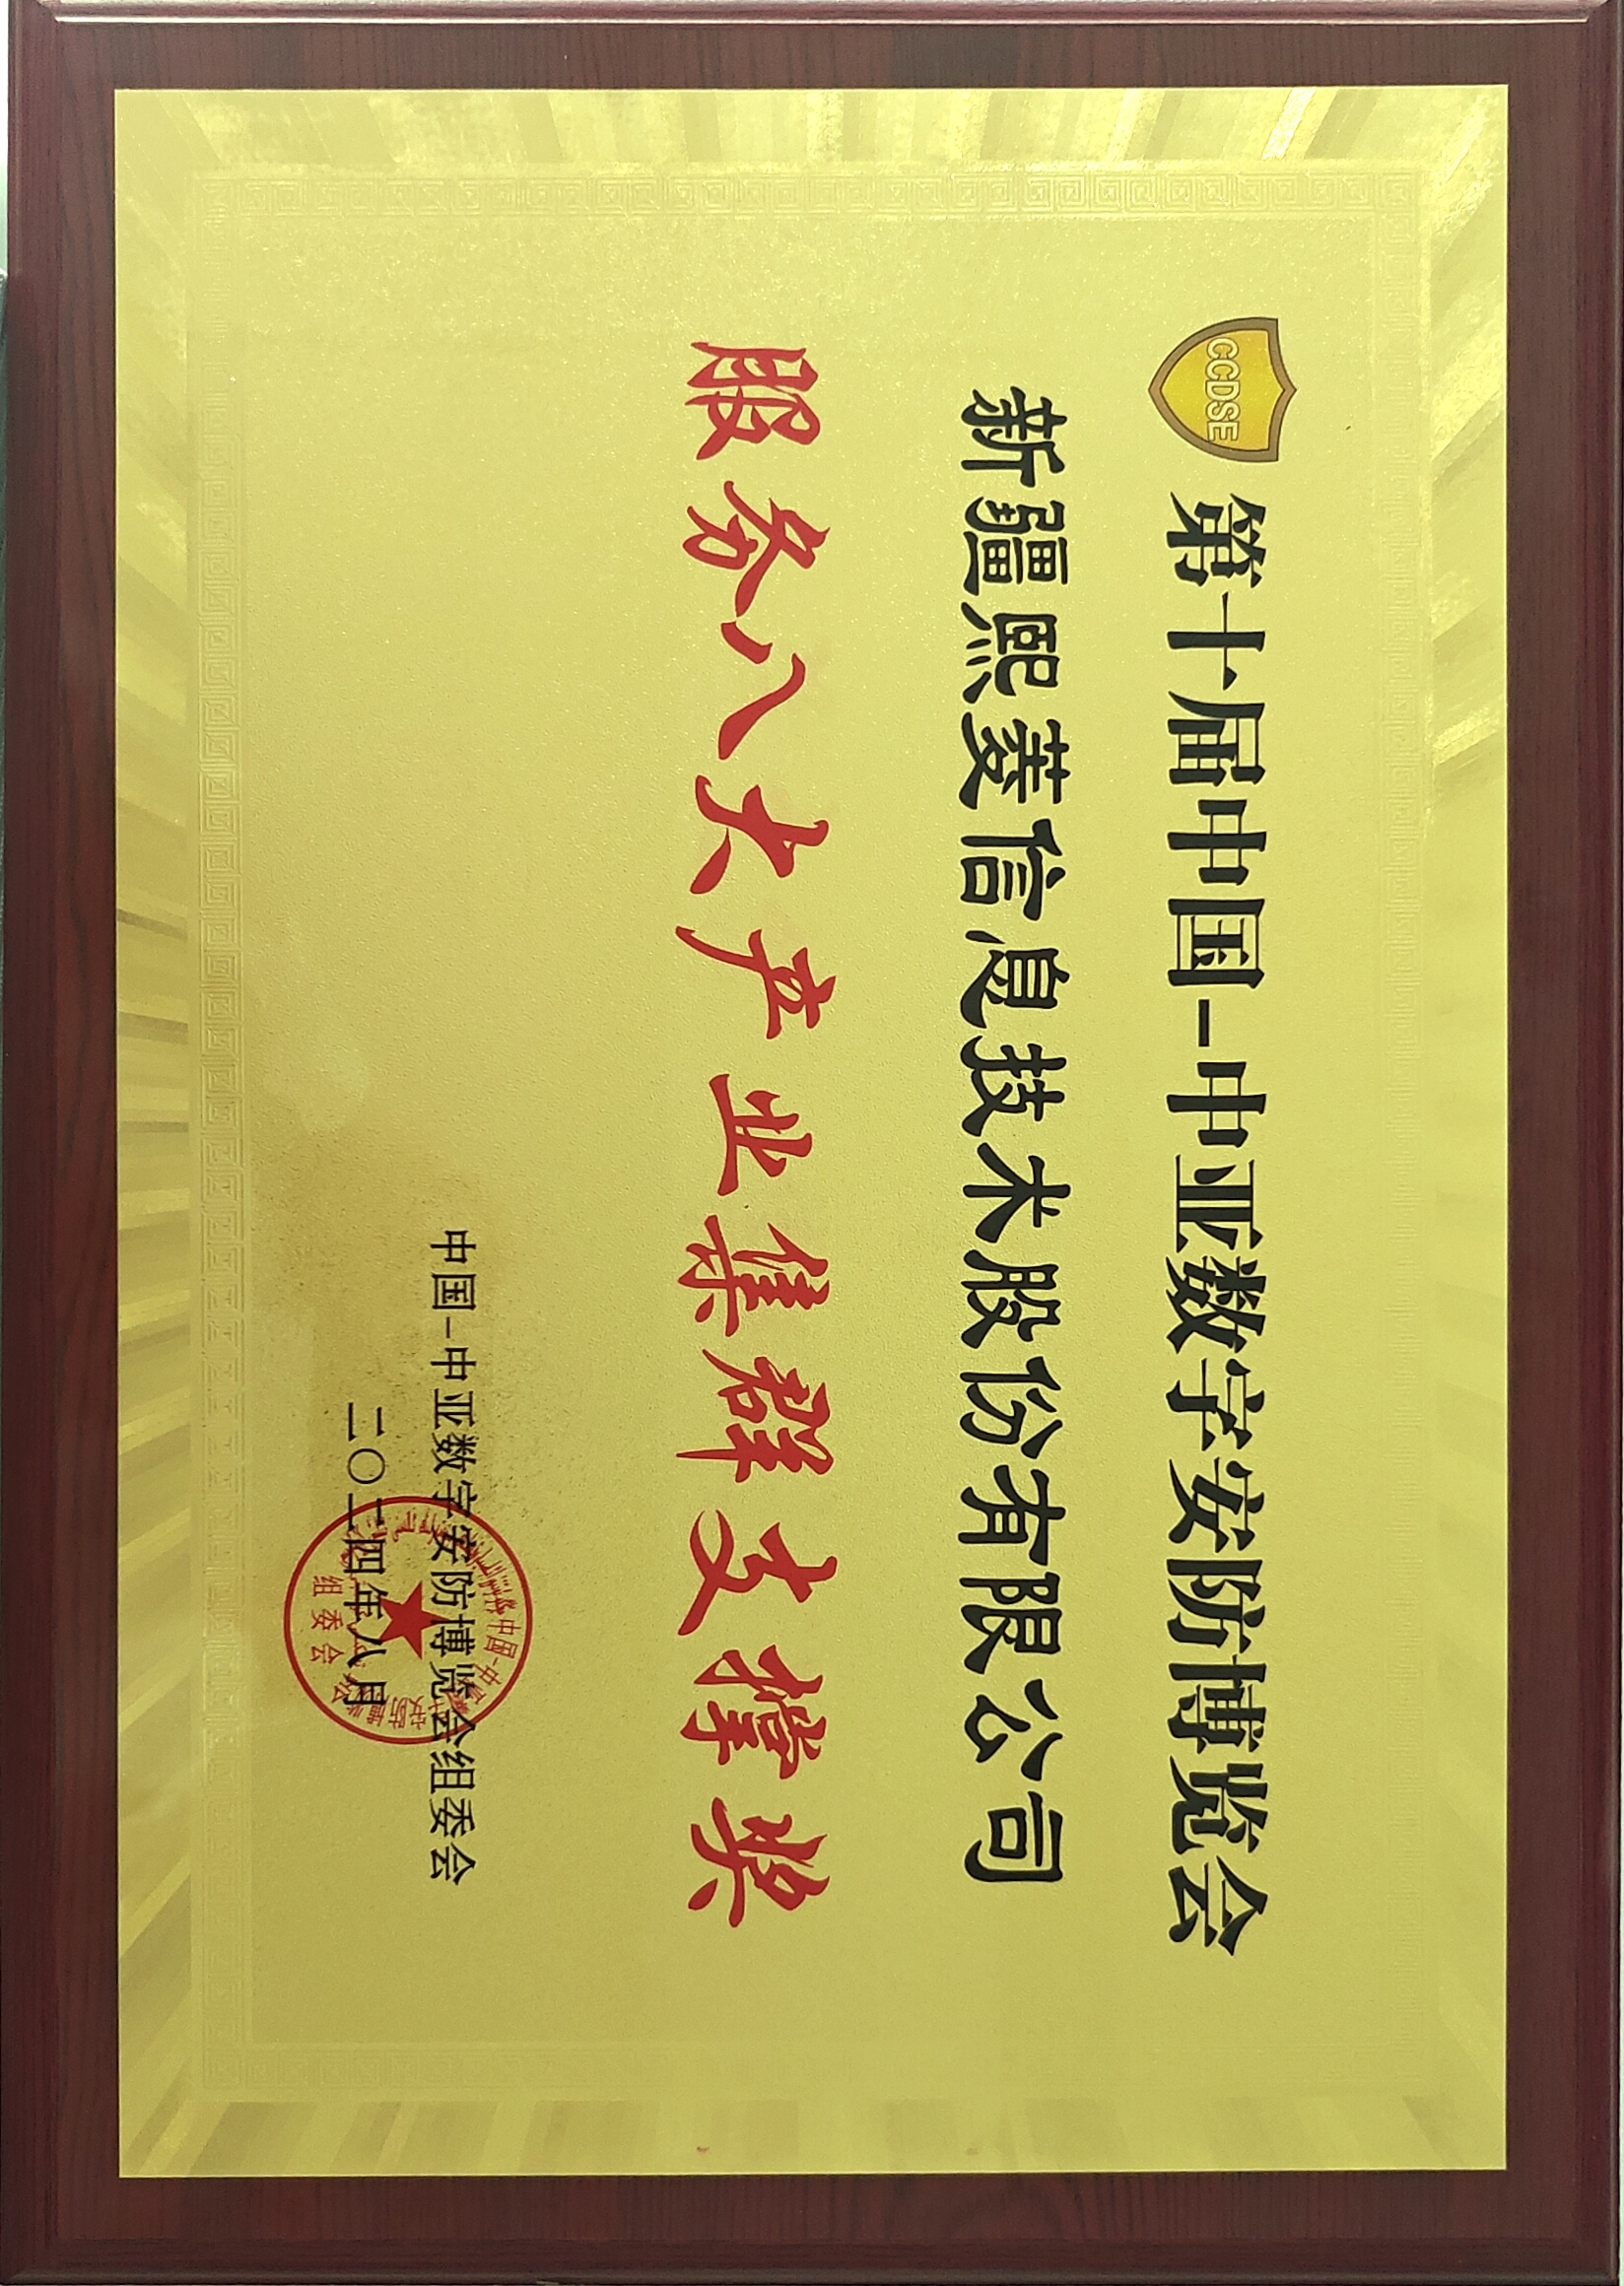 CCDSE
第十届中国-中亚数字安防博览会
新疆熙菱信息技术股份有限公司
服务八大产业集群支撑奖
中国-中亚数字安防博览会组委会
二〇二四年八月
组委会